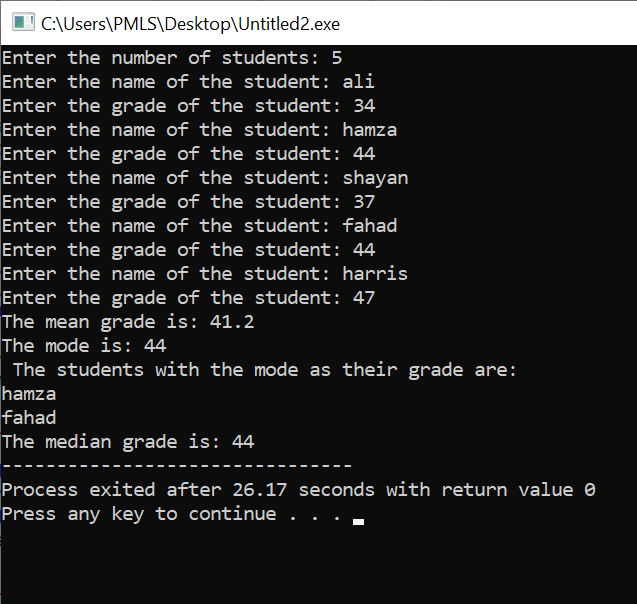 C:\Users\PMLS\Desktop\Untitled2.exe
Enter the number of students: 5
Enter the name of the student: ali
Enter the grade of the student: 34
Enter the name of the student: hamza
Enter the grade of the student: 44
Enter the name of the student: shayan
Enter the grade of the student: 37
Enter the name of the student: fahad
Enter the grade of the student: 44
Enter the name of the student: harris
Enter the grade of the student: 47
The mean grade is: 41.2
The mode is: 44
 The students with the mode as their grade are:
hamza
fahad
The median grade is: 44
--------------------------------
Process exited after 26.17 seconds with return value 0
Press any key to continue . . .